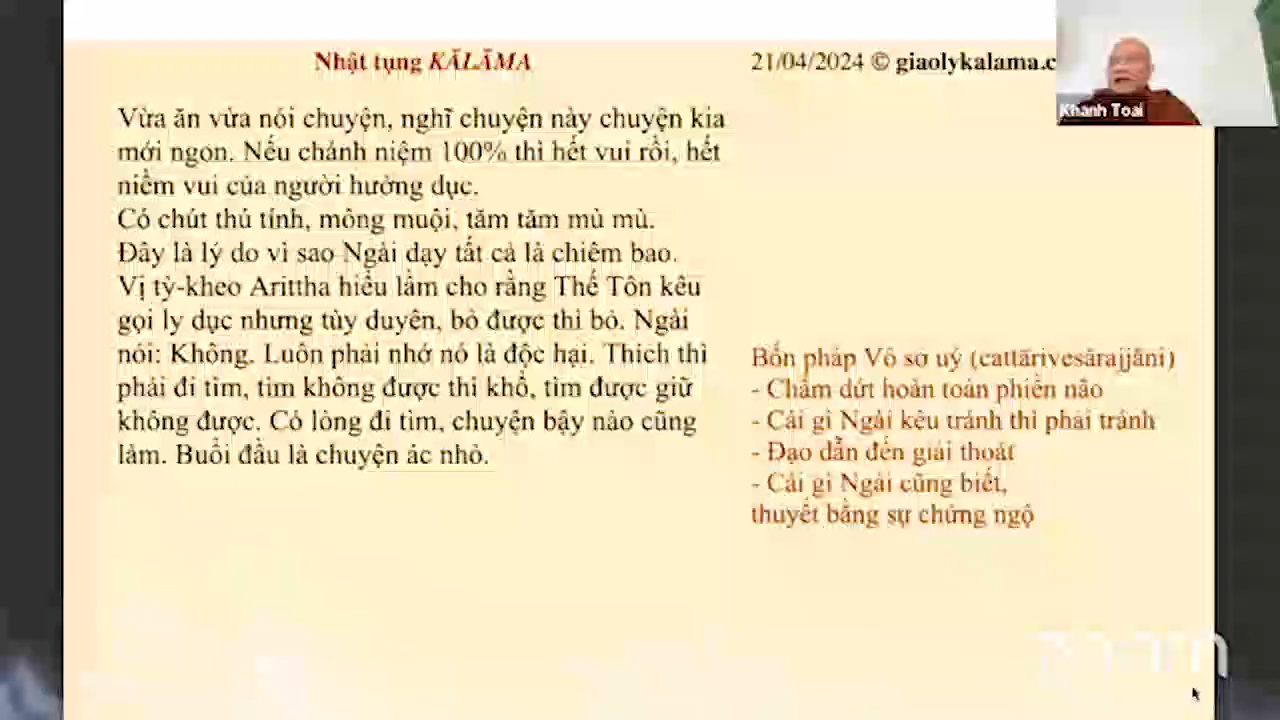 Nhật tụng KĀLĀMA
21/04/2024 © giaolykalama.c
Khanh Toai
Vừa ăn vừa nói chuyện, nghĩ chuyện này chuyện kia
mới ngon. Nếu chánh niệm 100% thì hết vui rồi, hết
niềm vui của người hưởng dục.
Có chút thú tính, mông muội, tăm tăm mù mù.
Đây là lý do vì sao Ngài dạy tất cả là chiêm bao.
Vị tỳ-kheo Arittha hiểu lầm cho rằng Thế Tôn kêu
gọi ly dục nhưng tùy duyên, bỏ được thì bỏ. Ngài
nói: Không. Luôn phải nhớ nó là độc hại. Thích thì
phải đi tìm, tìm không được thì khổ, tìm được giữ
không được. Có lòng đi tìm, chuyện bậy nào cũng
làm. Buổi đầu là chuyện ác nhỏ.
Bốn pháp Vô sở uý (cattārivesārajjāni)
- Chấm dứt hoàn toàn phiền não
- Cái gì Ngài kêu tránh thì phải tránh
- Đạo dẫn đến giải thoát
- Cái gì Ngài cũng biết,
thuyết bằng sự chứng ngộ
zoom